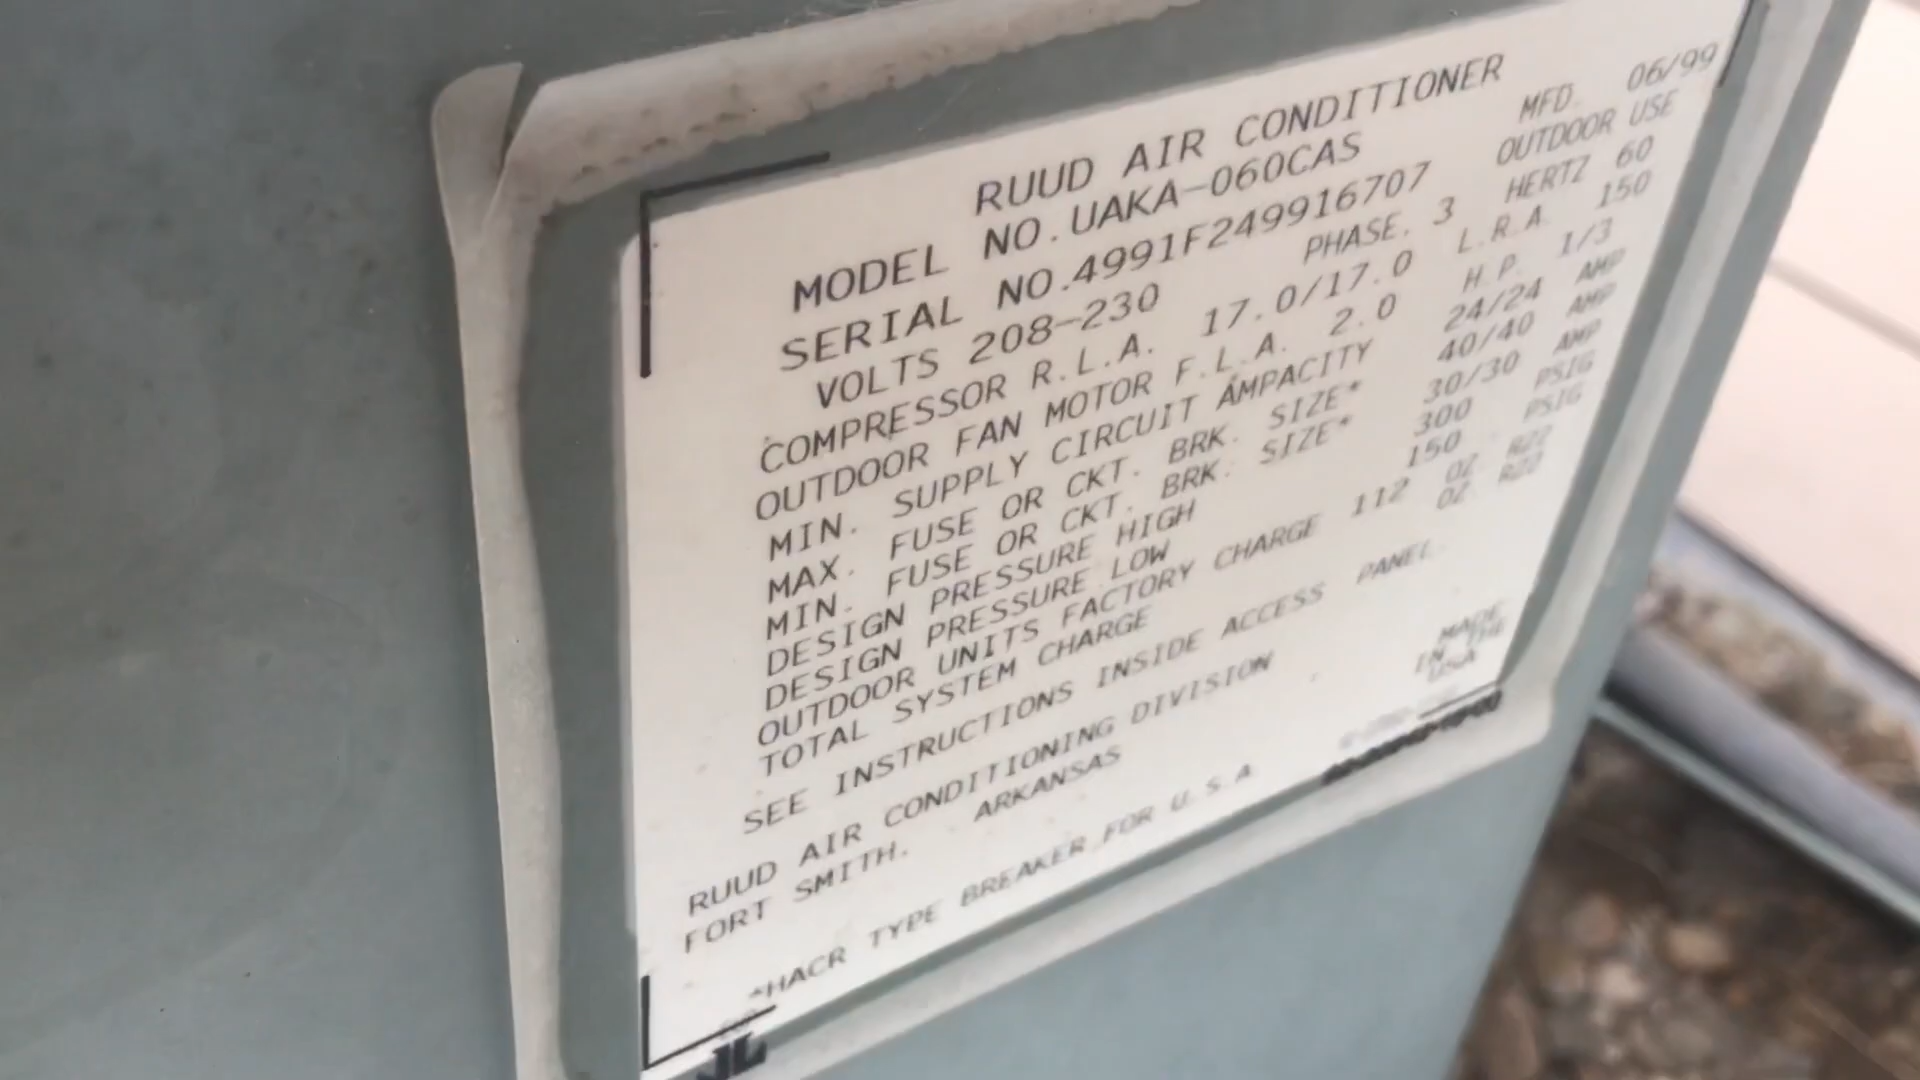 RUUD AIR CONDITIONER MFD. 06/99
MODEL NO.UAKA-060CAS OUTDOOR USE
SERIAL NO.4991F249916707
VOLTS 208-230 PHASE. 3 HERTZ 60
COMPRESSOR R.L.A. 17.0/17.0 L.R.A. 150
OUTDOOR FAN MOTOR F.L.A. 2.0 H.P. 1/3
MIN. SUPPLY CIRCUIT AMPACITY 24/24 AMP
MAX. FUSE OR CKT. BRK. SIZE* 40/40 AMP
MIN. FUSE OR CKT. BRK. SIZE* 30/30 AMP
DESIGN PRESSURE HIGH 300 PSIG
DESIGN PRESSURE LOW 150 PSIG
OUTDOOR UNITS FACTORY CHARGE 112 OZ R22
TOTAL SYSTEM CHARGE OZ R22
SEE INSTRUCTIONS INSIDE ACCESS PANEL.
RUUD AIR CONDITIONING DIVISION
FORT SMITH. ARKANSAS
MADE
IN THE
USA
*HACR TYPE BREAKER FOR U.S.A